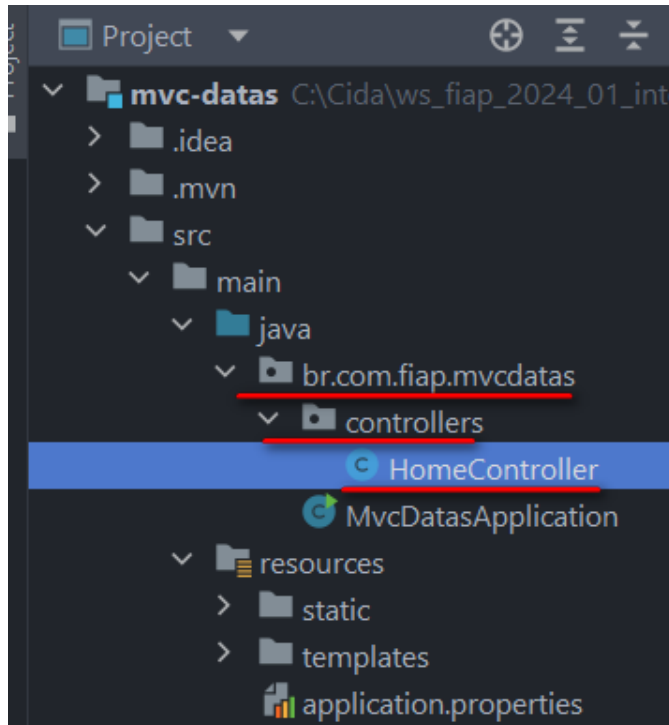 Project
Project
mvc-datas C:\Cida\ws_fiap_2024_01_int
.idea
.mvn
src
main
java
br.com.fiap.mvcdatas
controllers
C HomeController
C MvcDatasApplication
resources
static
templates
application.properties